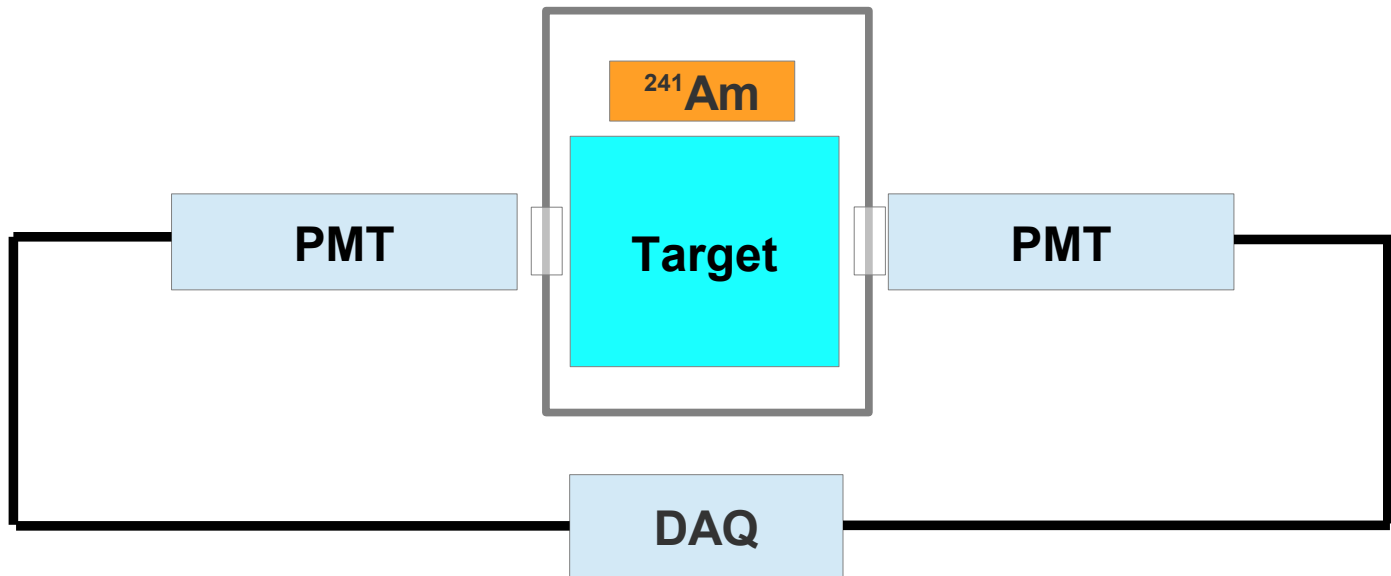 ²⁴¹Am
PMT
Target
PMT
DAQ